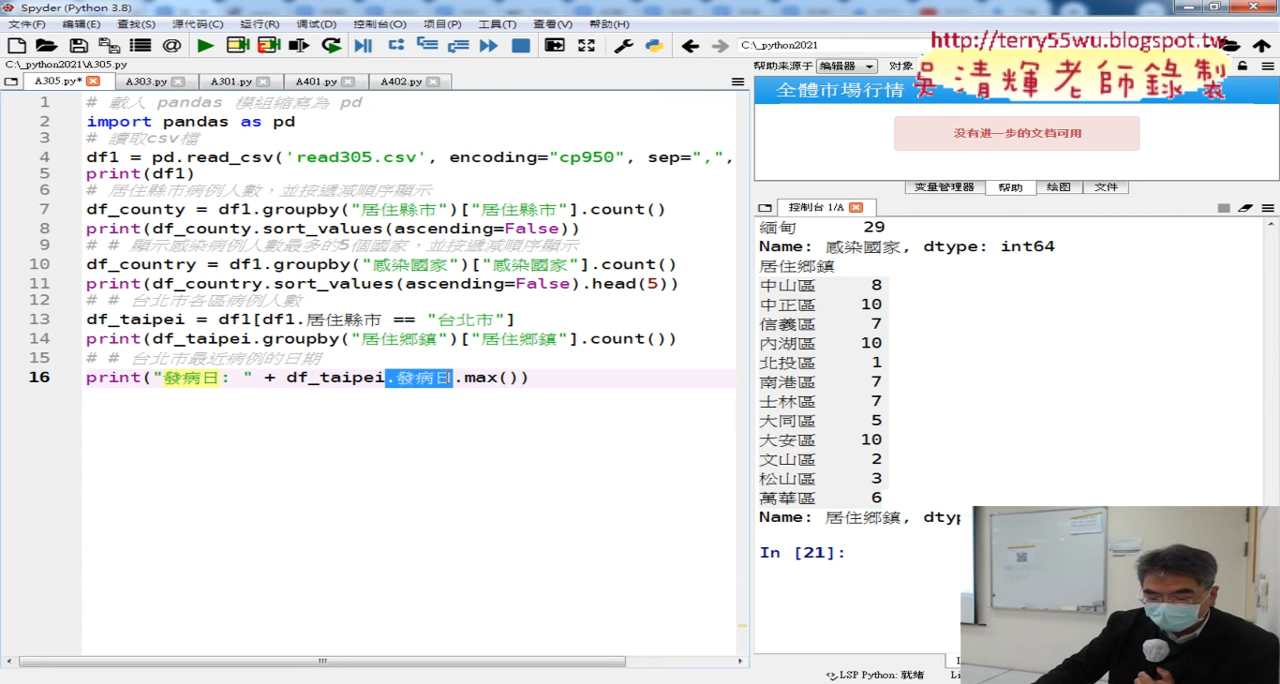 Spyder (Python 3.8)
文件(F) 编辑(E) 查找(S) 源代码(C) 运行(R) 调试(D) 控制台(O) 项目(P) 工具(T) 查看(V) 帮助(H)
C:\_python2021
http://terry55wu.blogspot.tw
C:\_python2021\A305.py
帮助来源于 编辑器 对象
吳清輝老師錄製
A305.py* A303.py A301.py A401.py A402.py
全體市場行情
没有进一步的文档可用
变量管理器 帮助 绘图 文件
控制台 1/A
1 # 載入 pandas 模組縮寫為 pd
2 import pandas as pd
3 # 讀取csv檔
4 df1 = pd.read_csv('read305.csv', encoding="cp950", sep=",",
5 print(df1)
6 # 居住縣市病例人數，並按遞減順序顯示
7 df_county = df1.groupby("居住縣市")["居住縣市"].count()
8 print(df_county.sort_values(ascending=False))
9 # # 顯示感染病例人數最多的5個國家，並按遞減順序顯示
10 df_country = df1.groupby("感染國家")["感染國家"].count()
11 print(df_country.sort_values(ascending=False).head(5))
12 # # 台北市各區病例人數
13 df_taipei = df1[df1.居住縣市 == "台北市"]
14 print(df_taipei.groupby("居住鄉鎮")["居住鄉鎮"].count())
15 # # 台北市最近病例的日期
16 print("發病日: " + df_taipei.發病日.max())
緬甸 29
Name: 感染國家, dtype: int64
居住鄉鎮
中山區 8
中正區 10
信義區 7
內湖區 10
北投區 1
南港區 7
士林區 7
大同區 5
大安區 10
文山區 2
松山區 3
萬華區 6
Name: 居住鄉鎮, dtyp
In [21]:
LSP Python: 就绪